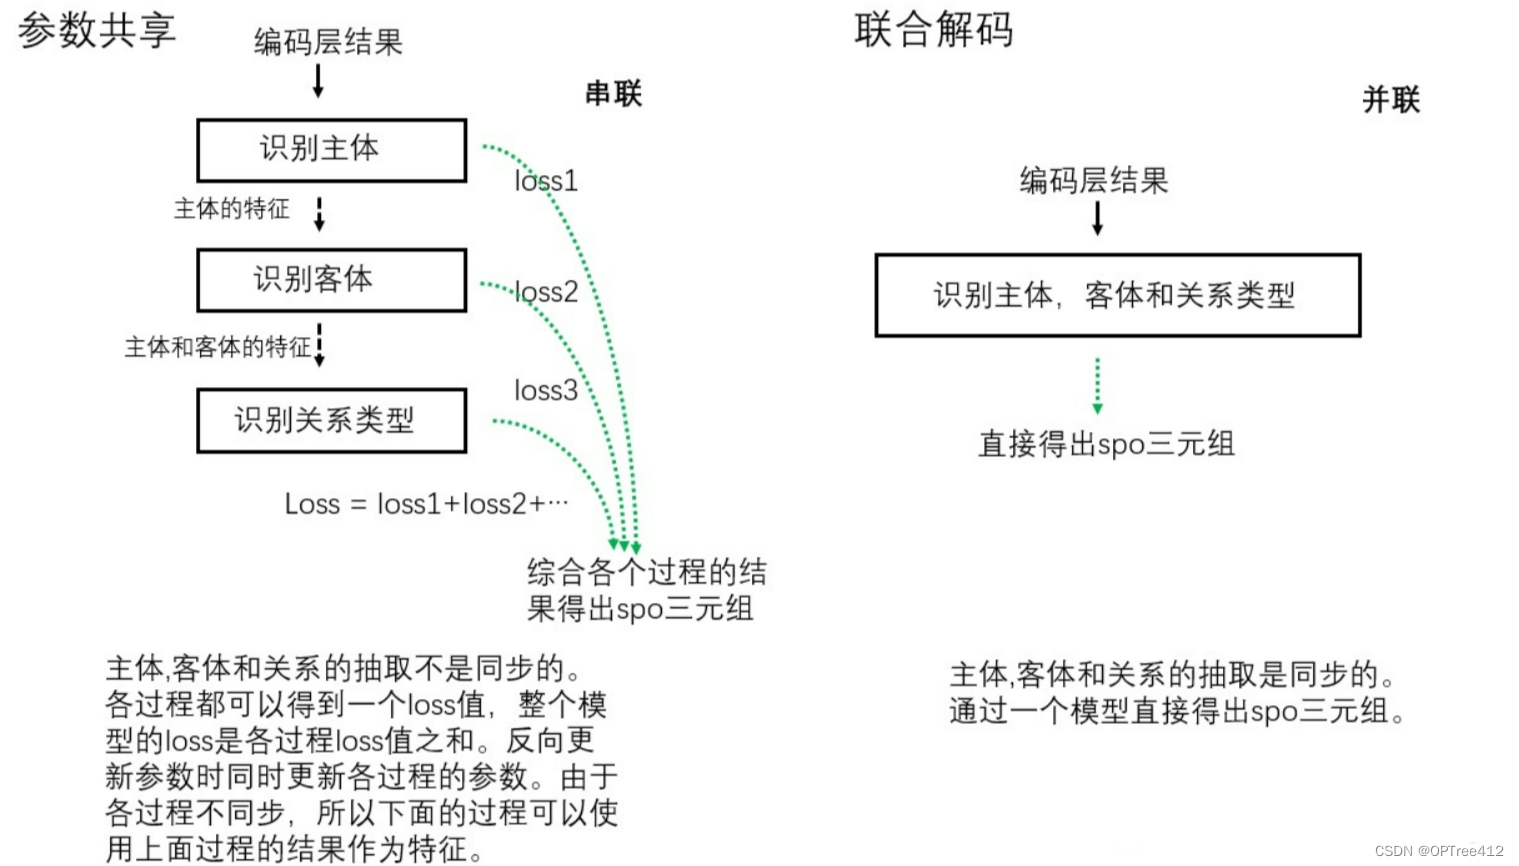 参数共享
编码层结果
串联
识别主体
loss1
主体的特征
识别客体
loss2
主体和客体的特征
loss3
识别关系类型
Loss = loss1+loss2+…
综合各个过程的结
果得出spo三元组
主体,客体和关系的抽取不是同步的。
各过程都可以得到一个loss值，整个模
型的loss是各过程loss值之和。反向更
新参数时同时更新各过程的参数。由于
各过程不同步，所以下面的过程可以使
用上面过程的结果作为特征。
联合解码
并联
编码层结果
识别主体，客体和关系类型
直接得出spo三元组
主体,客体和关系的抽取是同步的。
通过一个模型直接得出spo三元组。
CSDN @OPTree412